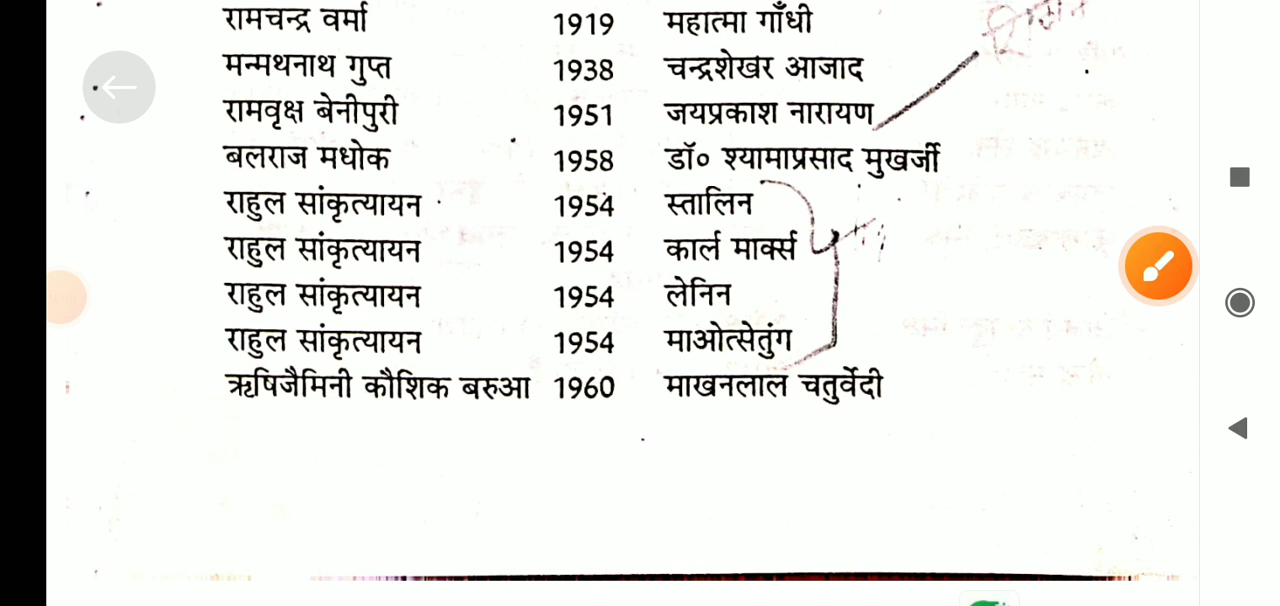 रामचन्द्र वर्मा 1919 महात्मा गाँधी
मन्मथनाथ गुप्त 1938 चन्द्रशेखर आजाद
रामवृक्ष बेनीपुरी 1951 जयप्रकाश नारायण
बलराज मधोक 1958 डॉ० श्यामाप्रसाद मुखर्जी
राहुल सांकृत्यायन 1954 स्तालिन
राहुल सांकृत्यायन 1954 कार्ल मार्क्स
राहुल सांकृत्यायन 1954 लेनिन
राहुल सांकृत्यायन 1954 माओत्सेतुंग
ऋषिजैमिनी कौशिक बरुआ 1960 माखनलाल चतुर्वेदी